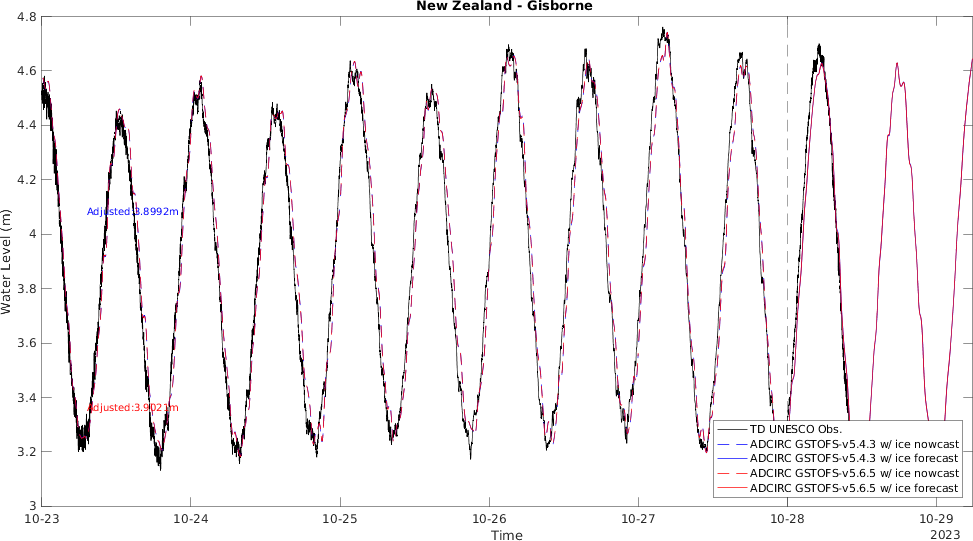 New Zealand - Gisborne
4.8
4.6
4.4
4.2
4
3.8
3.6
3.4
3.2
3
Water Level (m)
Adjusted:3.8992m
Adjusted:3.9021m
TD UNESCO Obs.
ADCIRC GSTOFS-v5.4.3 w/ ice nowcast
ADCIRC GSTOFS-v5.4.3 w/ ice forecast
ADCIRC GSTOFS-v5.6.5 w/ ice nowcast
ADCIRC GSTOFS-v5.6.5 w/ ice forecast
10-23 10-24 10-25 10-26 10-27 10-28 10-29
Time
2023